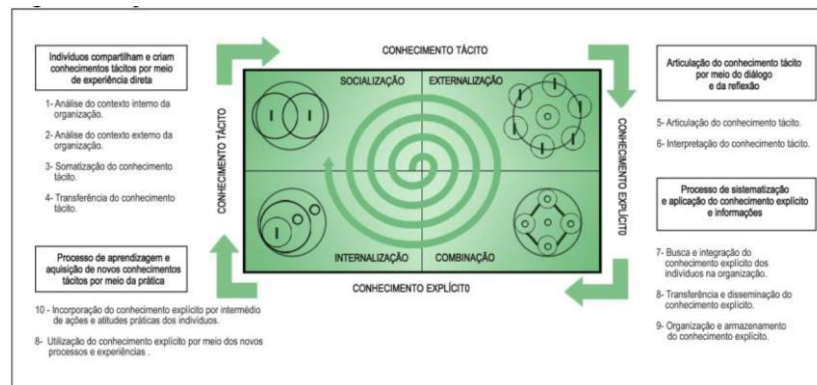 CONHECIMENTO TÁCITO
Indivíduos compartilham e criam
conhecimentos tácitos por meio
de experiência direta
1- Análise do contexto interno da
organização.
2- Análise do contexto externo da
organização.
3- Somatização do conhecimento
tácito.
4- Transferência do conhecimento
tácito.
CONHECIMENTO TÁCITO
SOCIALIZAÇÃO
EXTERNALIZAÇÃO
I I
I
I
I
I
I
I
Articulação do conhecimento tácito
por meio do diálogo
e da reflexão
5- Articulação do conhecimento tácito.
6- Interpretação do conhecimento tácito.
CONHECIMENTO EXPLÍCITO
Processo de aprendizagem e
aquisição de novos conhecimentos
tácitos por meio da prática
10 - Incorporação do conhecimento explícito por intermédio
de ações e atitudes práticas dos indivíduos.
8- Utilização do conhecimento explícito por meio dos novos
processos e experiências .
I
INTERNALIZAÇÃO
COMBINAÇÃO
CONHECIMENTO EXPLÍCITO
Processo de sistematização
e aplicação do conhecimento explícito
e informações
7- Busca e integração do
conhecimento explícito dos
indivíduos na organização.
8- Transferência e disseminação do
conhecimento explícito.
9- Organização e armazenamento
do conhecimento explícito.